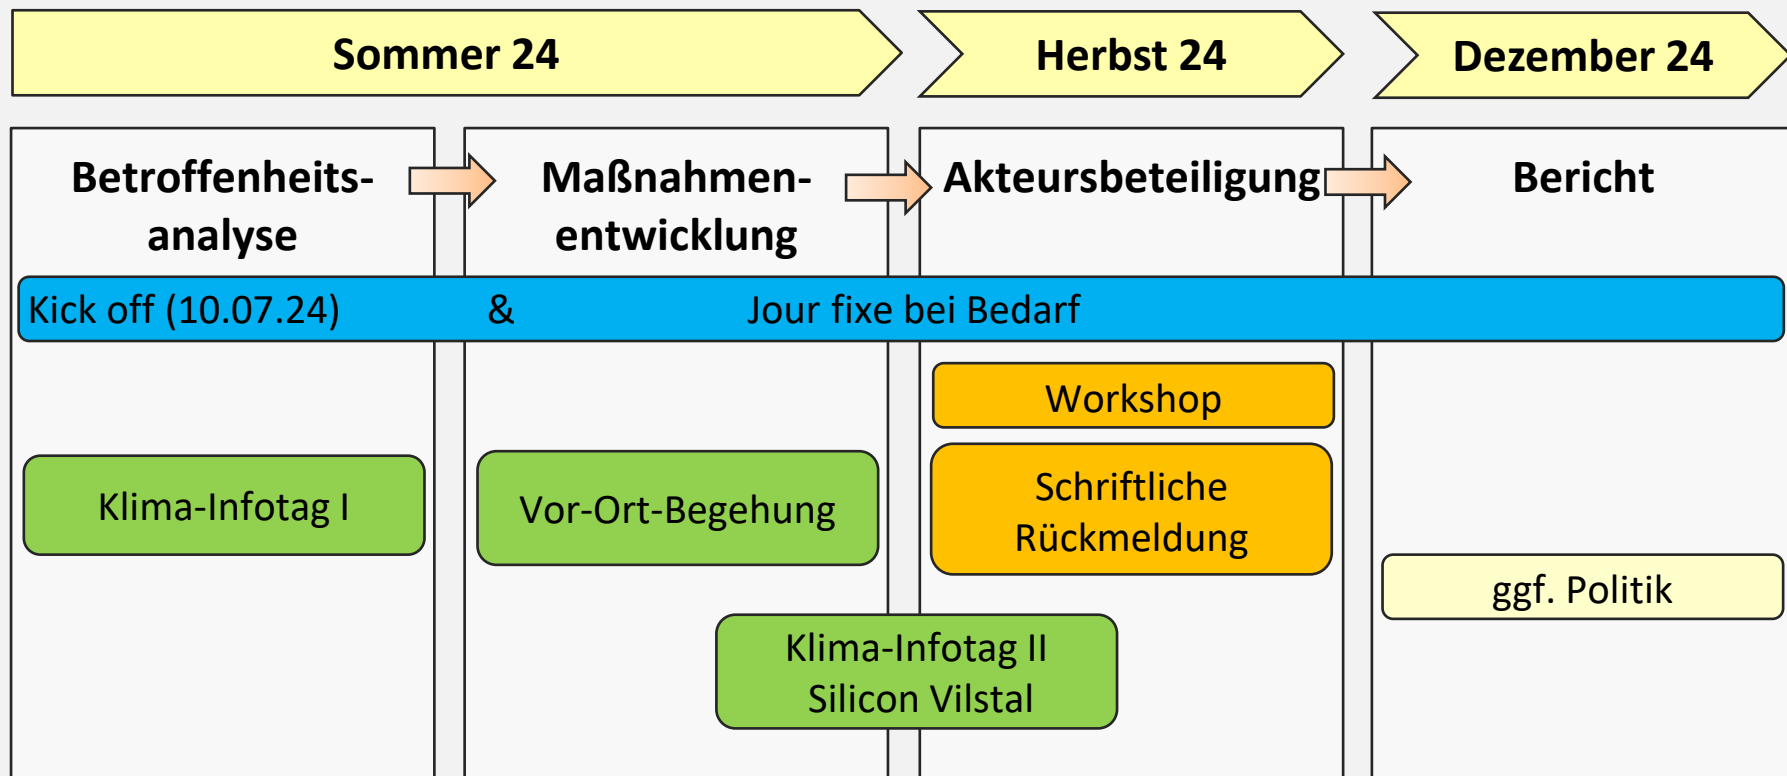 Sommer 24
Herbst 24
Dezember 24
Betroffenheits-
analyse
Maßnahmen-
entwicklung
Akteursbeteiligung
Bericht
Kick off (10.07.24) & Jour fixe bei Bedarf
Workshop
Klima-Infotag I
Vor-Ort-Begehung
Schriftliche
Rückmeldung
ggf. Politik
Klima-Infotag II
Silicon Vilstal